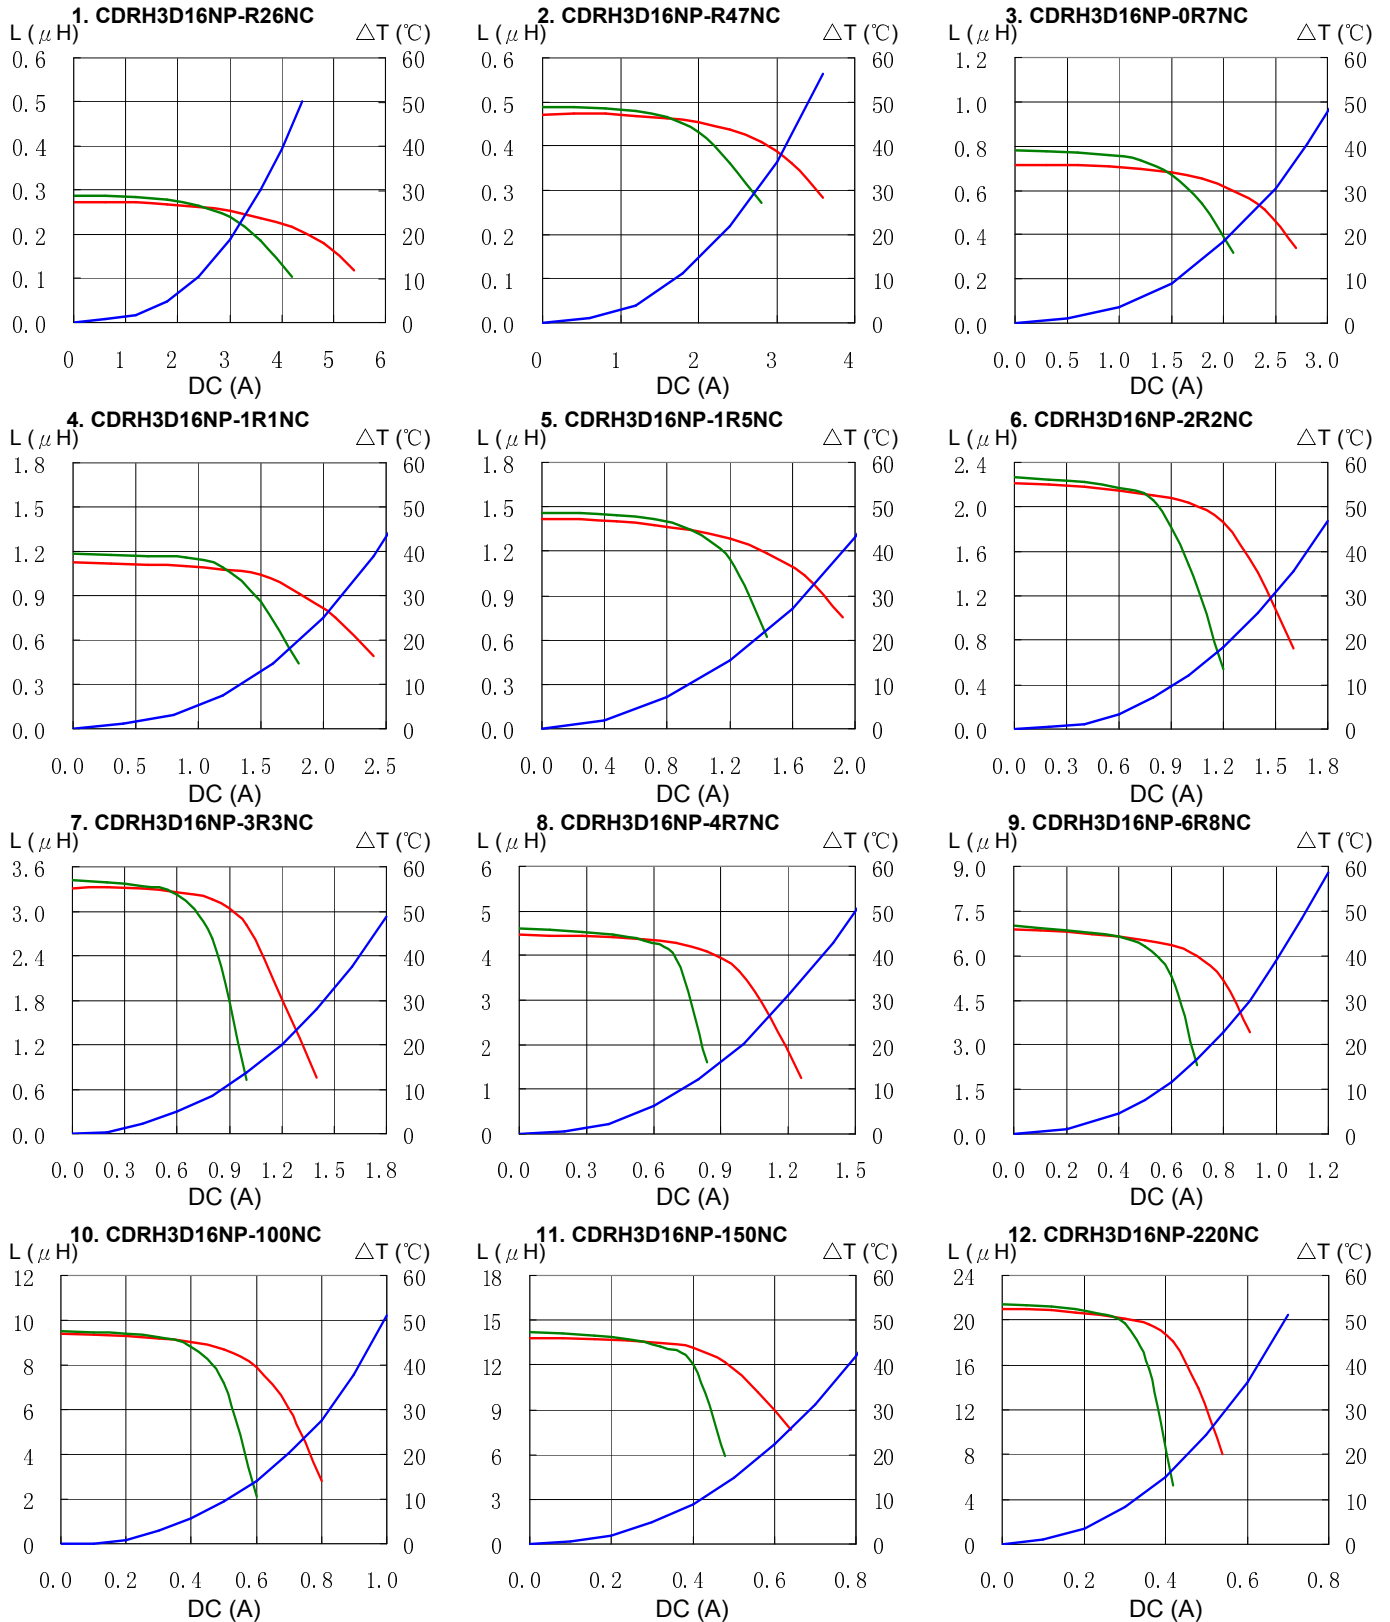 1. CDRH3D16NP-R26NC
L (μH) △T (℃)
0.6 60
0.5 50
0.4 40
0.3 30
0.2 20
0.1 10
0.0 0
0 1 2 3 4 5 6
DC (A)
2. CDRH3D16NP-R47NC
L (μH) △T (℃)
0.6 60
0.5 50
0.4 40
0.3 30
0.2 20
0.1 10
0.0 0
0 1 2 3 4
DC (A)
3. CDRH3D16NP-0R7NC
L (μH) △T (℃)
1.2 60
1.0 50
0.8 40
0.6 30
0.4 20
0.2 10
0.0 0
0.0 1.0 1.5 2.0 2.5 3.0
DC (A)
4. CDRH3D16NP-1R1NC
L (μH) △T (℃)
1.8 60
1.5 50
1.2 40
0.9 30
0.6 20
0.3 10
0.0 0
0.0 0.5 1.0 1.5 2.0 2.5
DC (A)
5. CDRH3D16NP-1R5NC
L (μH) △T (℃)
1.8 60
1.5 50
1.2 40
0.9 30
0.6 20
0.3 10
0.0 0
0.0 0.4 0.8 1.2 1.6 2.0
DC (A)
6. CDRH3D16NP-2R2NC
L (μH) △T (℃)
2.4 60
2.0 50
1.6 40
1.2 30
0.8 20
0.4 10
0.0 0
0.0 0.3 0.6 0.9 1.2 1.5 1.8
DC (A)
7. CDRH3D16NP-3R3NC
L (μH) △T (℃)
3.6 60
3.0 50
2.4 40
1.8 30
1.2 20
0.6 10
0.0 0
0.0 0.3 0.6 0.9 1.2 1.5 1.8
DC (A)
8. CDRH3D16NP-4R7NC
L (μH) △T (℃)
6 60
5 50
4 40
3 30
2 20
1 10
0 0
0.0 0.3 0.6 0.9 1.2 1.5
DC (A)
9. CDRH3D16NP-6R8NC
L (μH) △T (℃)
9.0 60
7.5 50
6.0 40
4.5 30
3.0 20
1.5 10
0.0 0
0.0 0.2 0.4 0.6 0.8 1.0 1.2
DC (A)
10. CDRH3D16NP-100NC
L (μH) △T (℃)
12 60
10 50
8 40
6 30
4 20
2 10
0 0
0.0 0.2 0.4 0.6 0.8 1.0
DC (A)
11. CDRH3D16NP-150NC
L (μH) △T (℃)
18 60
15 50
12 40
9 30
6 20
3 10
0 0
0.0 0.2 0.4 0.6 0.8
DC (A)
12. CDRH3D16NP-220NC
L (μH) △T (℃)
24 60
20 50
16 40
12 30
8 20
4 10
0 0
0.0 0.2 0.4 0.6 0.8
DC (A)